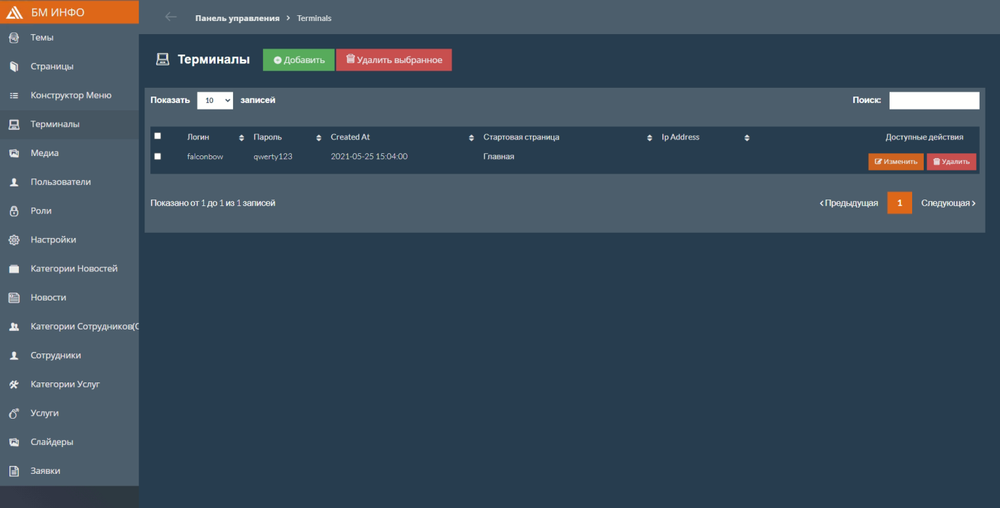 БМ ИНФО
Панель управления > Terminals
Темы
Страницы
Конструктор Меню
Терминалы
Медиа
Пользователи
Роли
Настройки
Категории Новостей
Новости
Категории Сотрудников(С
Сотрудники
Категории Услуг
Услуги
Слайдеры
Заявки
Терминалы Добавить Удалить выбранное
Показать 10 записей Поиск:
Логин Пароль Created At Стартовая страница Ip Address Доступные действия
falconbow qwerty123 2021-05-25 15:04:00 Главная Изменить Удалить
Показано от 1 до 1 из 1 записей ‹Предыдущая 1 Следующая›